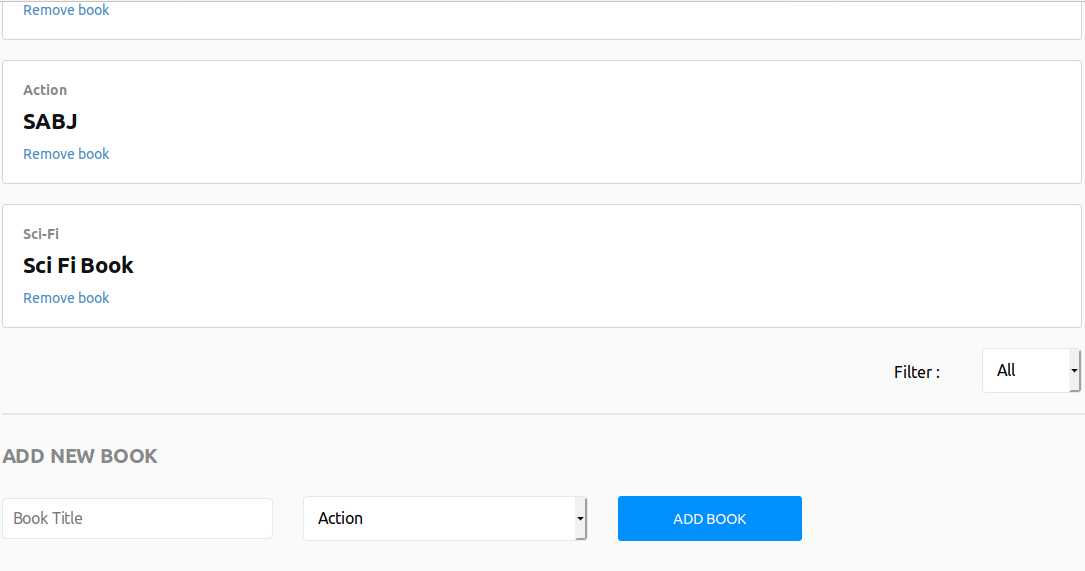 Remove book
Action
SABJ
Remove book
Sci-Fi
Sci Fi Book
Remove book
Filter : All
ADD NEW BOOK
Book Title Action ADD BOOK